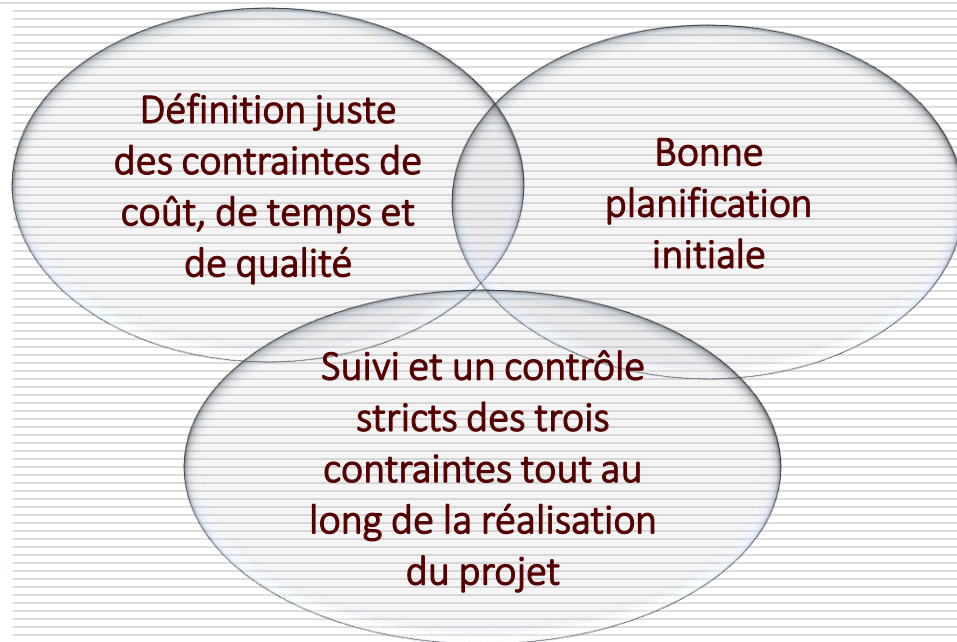 Définition juste
des contraintes de
coût, de temps et
de qualité
Bonne
planification
initiale
Suivi et un contrôle
stricts des trois
contraintes tout au
long de la réalisation
du projet